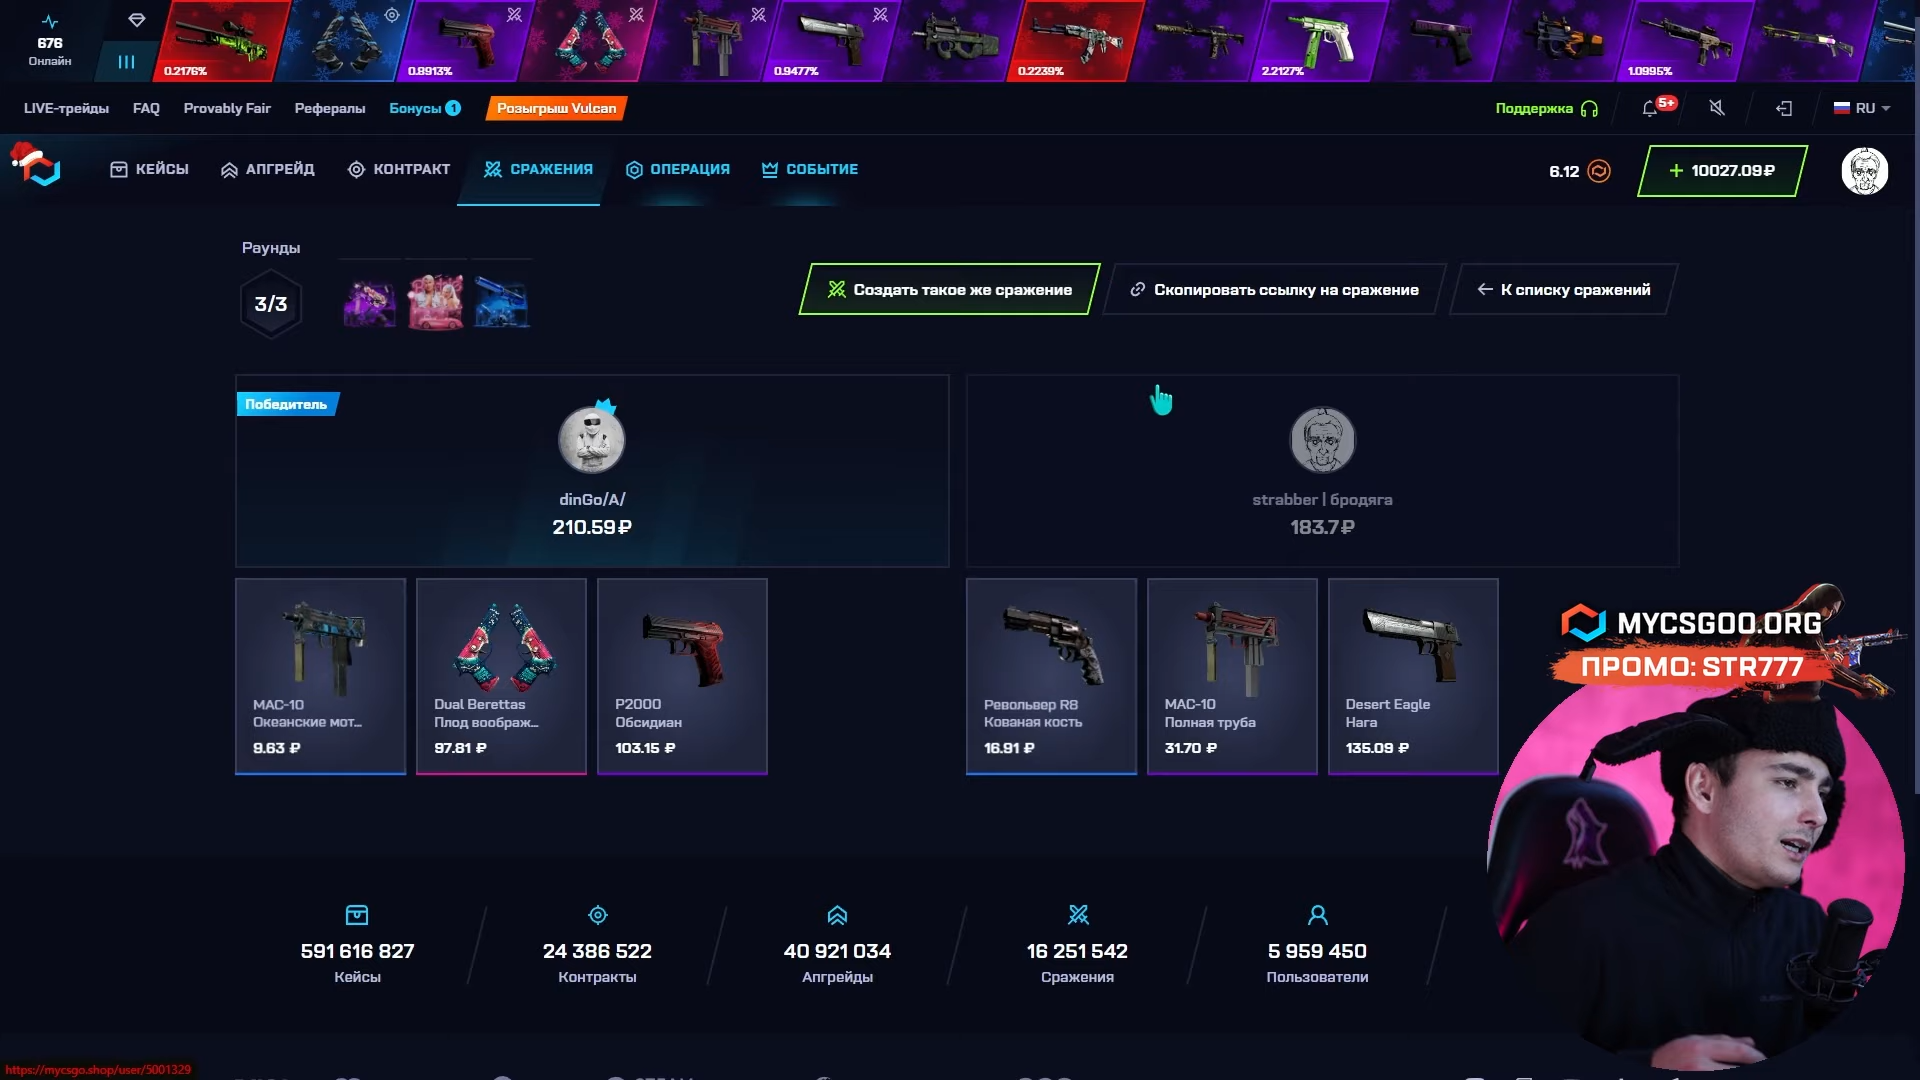 676
Онлайн
0.2176%
0.8913%
0.9477%
0.2239%
2.2127%
1.0995%
LIVE-трейды
FAQ
Provably Fair
Рефералы
Бонусы 1
Розыгрыш Vulcan
Поддержка
5+
RU
КЕЙСЫ
АПГРЕЙД
КОНТРАКТ
СРАЖЕНИЯ
ОПЕРАЦИЯ
СОБЫТИЕ
6.12
+ 10027.09₽
Раунды
3/3
Создать такое же сражение
Скопировать ссылку на сражение
К списку сражений
Победитель
dinGo/A/
210.59₽
strabber | бродяга
183.7₽
MAC-10
Океанские мот...
9.63 ₽
Dual Berettas
Плод воображ...
97.81 ₽
P2000
Обсидиан
103.15 ₽
Револьвер R8
Кованая кость
16.91 ₽
MAC-10
Полная труба
31.70 ₽
Desert Eagle
Нага
135.09 ₽
MYCSGOO.ORG
ПРОМО: STR777
591 616 827
Кейсы
24 386 522
Контракты
40 921 034
Апгрейды
16 251 542
Сражения
5 959 450
Пользователи
https://mycsgo.shop/user/5001329